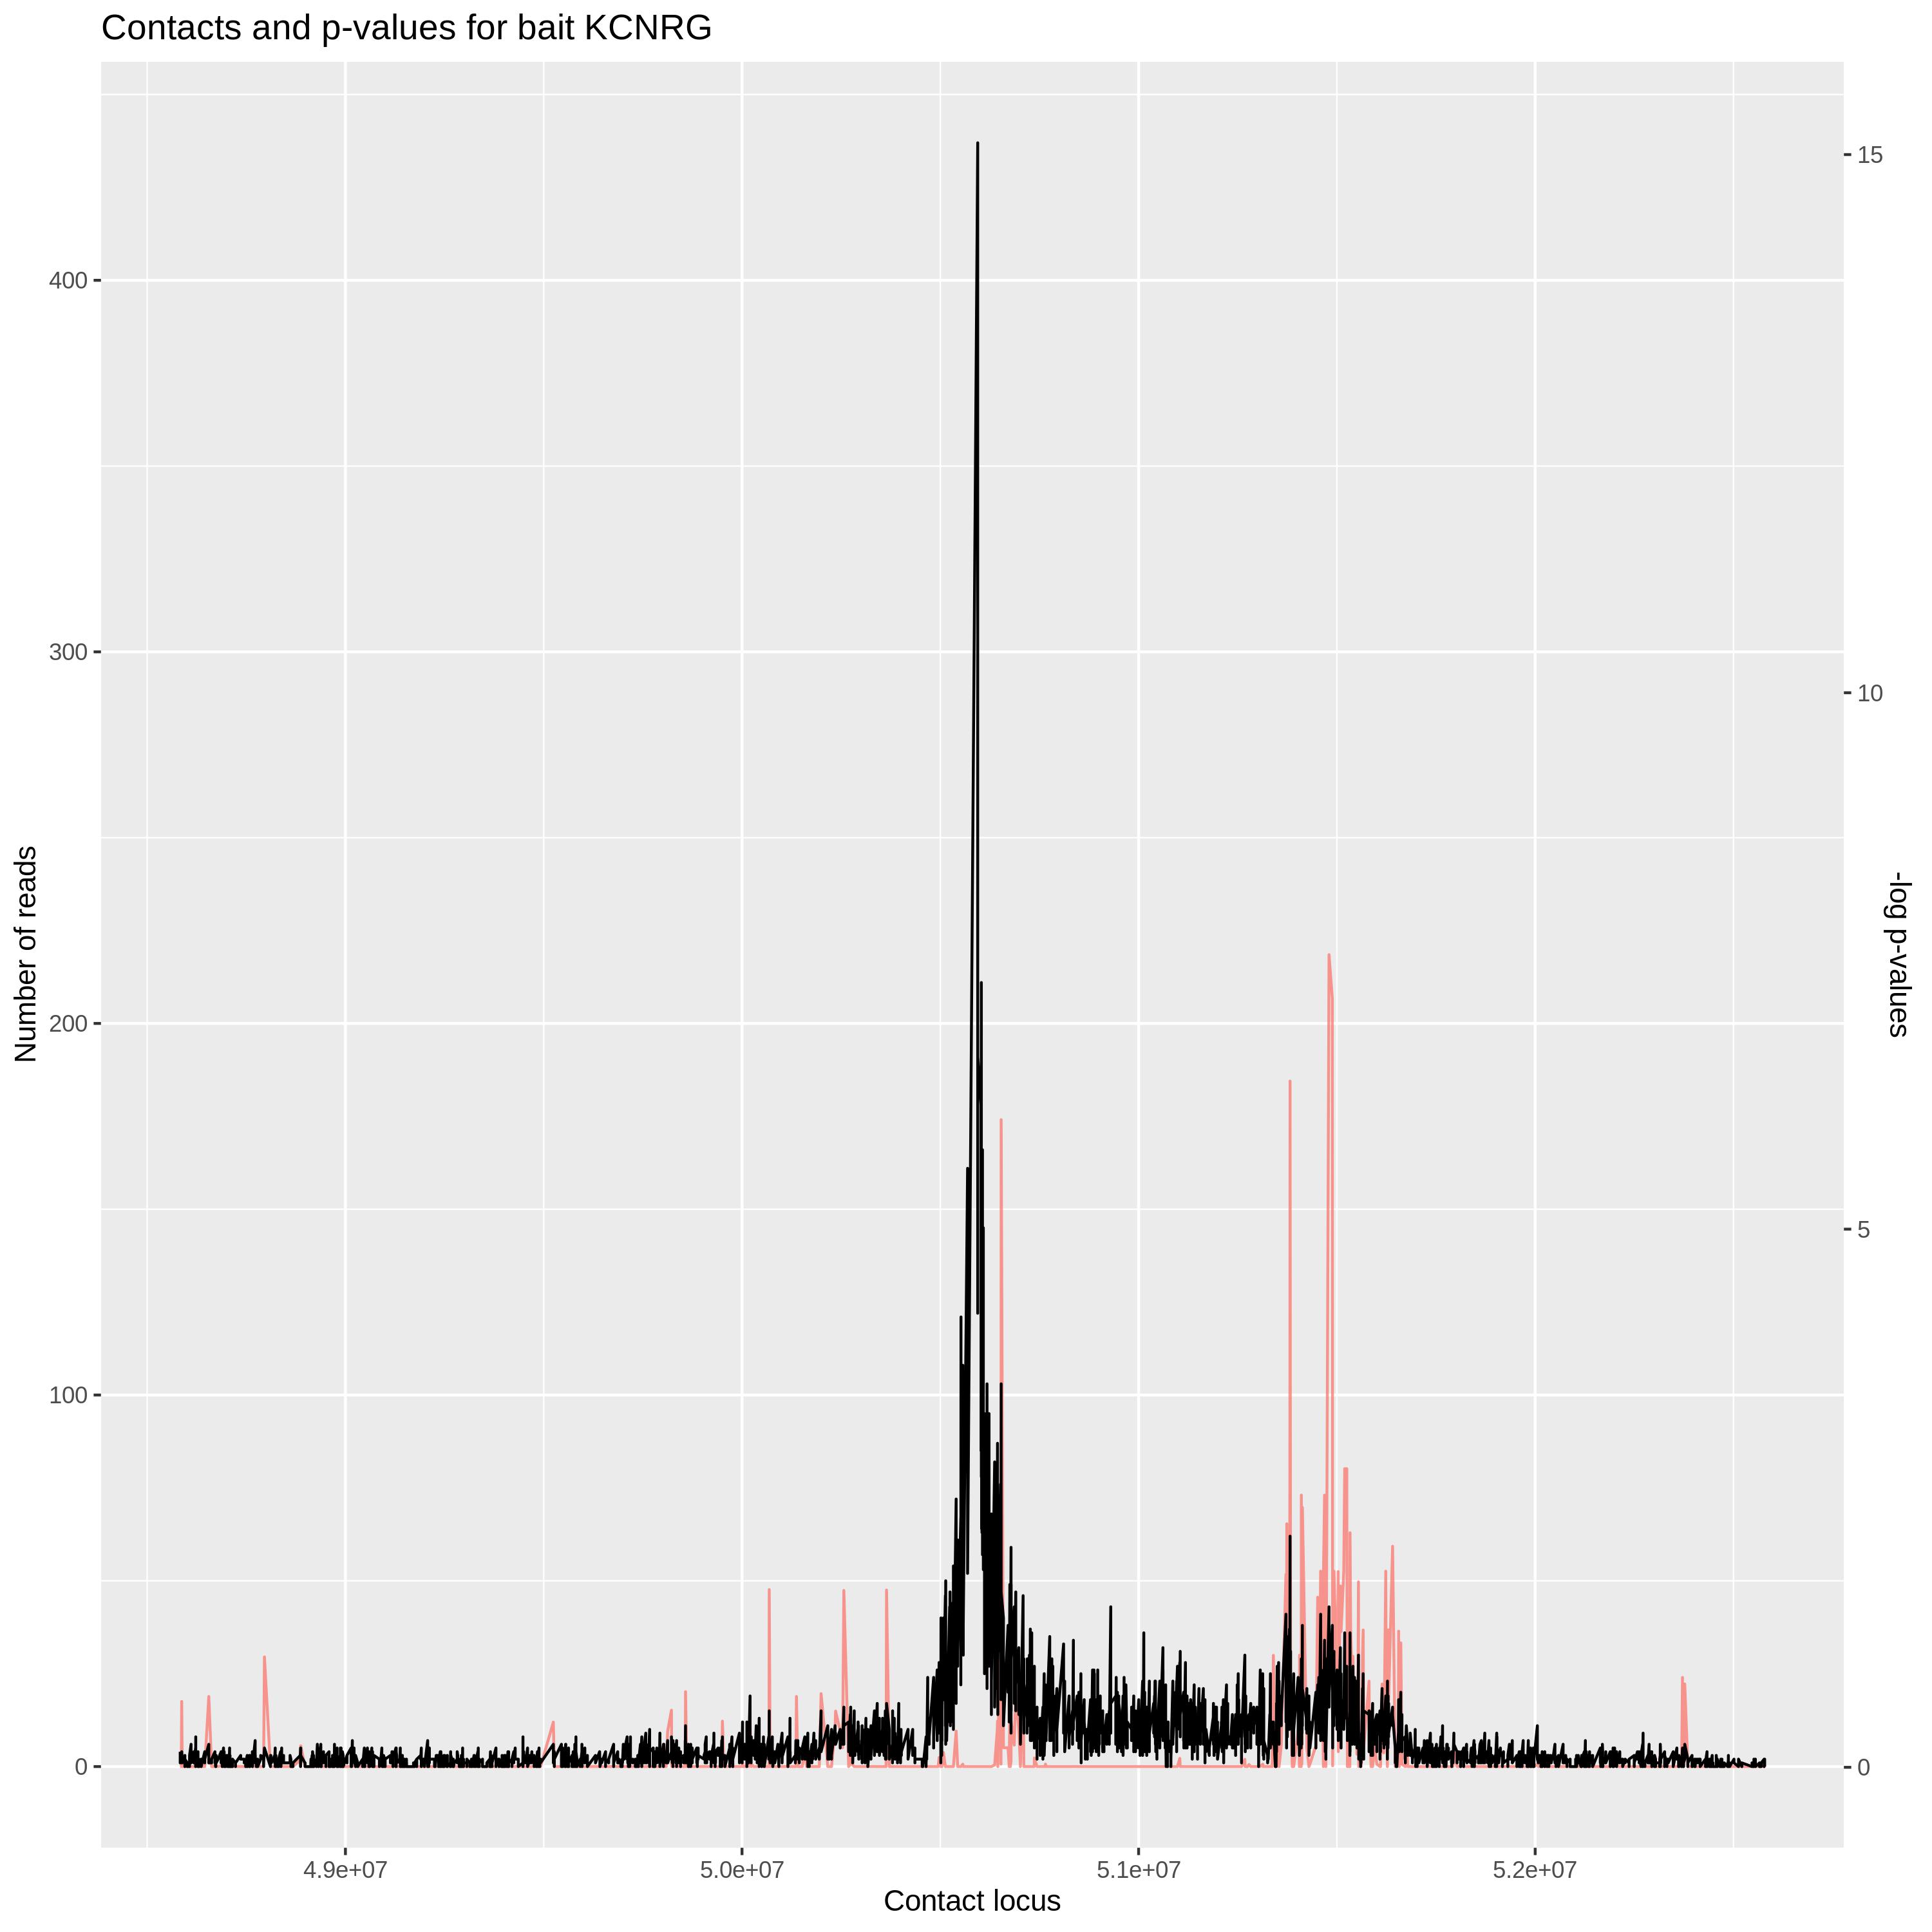 Contacts and p-values for bait KCNRG
400
300
200
100
0
15
10
5
0
Number of reads
-log p-values
4.9e+07 5.0e+07 5.1e+07 5.2e+07
Contact locus